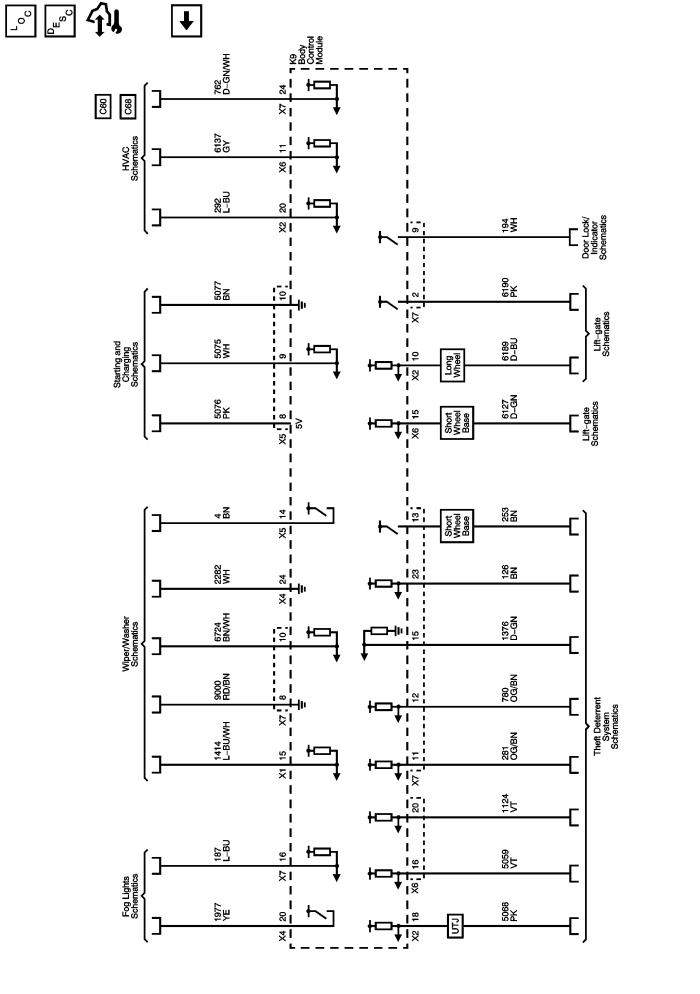 LOC
DESC
K9
Body
Control
Module
C60
C68
HVAC
Schematics
762
D-GN/WH
24
X7
6137
GY
11
X6
292
L-BU
20
X2
Starting and
Charging
Schematics
5077
BN
10
5075
WH
9
5076
PK
8
X5
5V
Wiper/Washer
Schematics
4
BN
14
X5
2282
WH
24
X4
6724
BN/WH
10
9000
RD/BN
8
X7
1414
L-BU/WH
15
X1
Fog Lights
Schematics
187
L-BU
16
X7
1977
YE
20
X4
9
194
WH
Door Lock/
Indicator
Schematics
2
X7
6190
PK
10
X2
Long
Wheel
6189
D-BU
Lift-gate
Schematics
15
X6
Short
Wheel
Base
6127
D-GN
Lift-gate
Schematics
13
Short
Wheel
Base
253
BN
23
126
BN
15
1376
D-GN
12
780
OG/BN
11
X7
281
OG/BN
20
1124
VT
16
X6
5059
VT
18
X2
UTJ
5068
PK
Theft Deterrent
System
Schematics